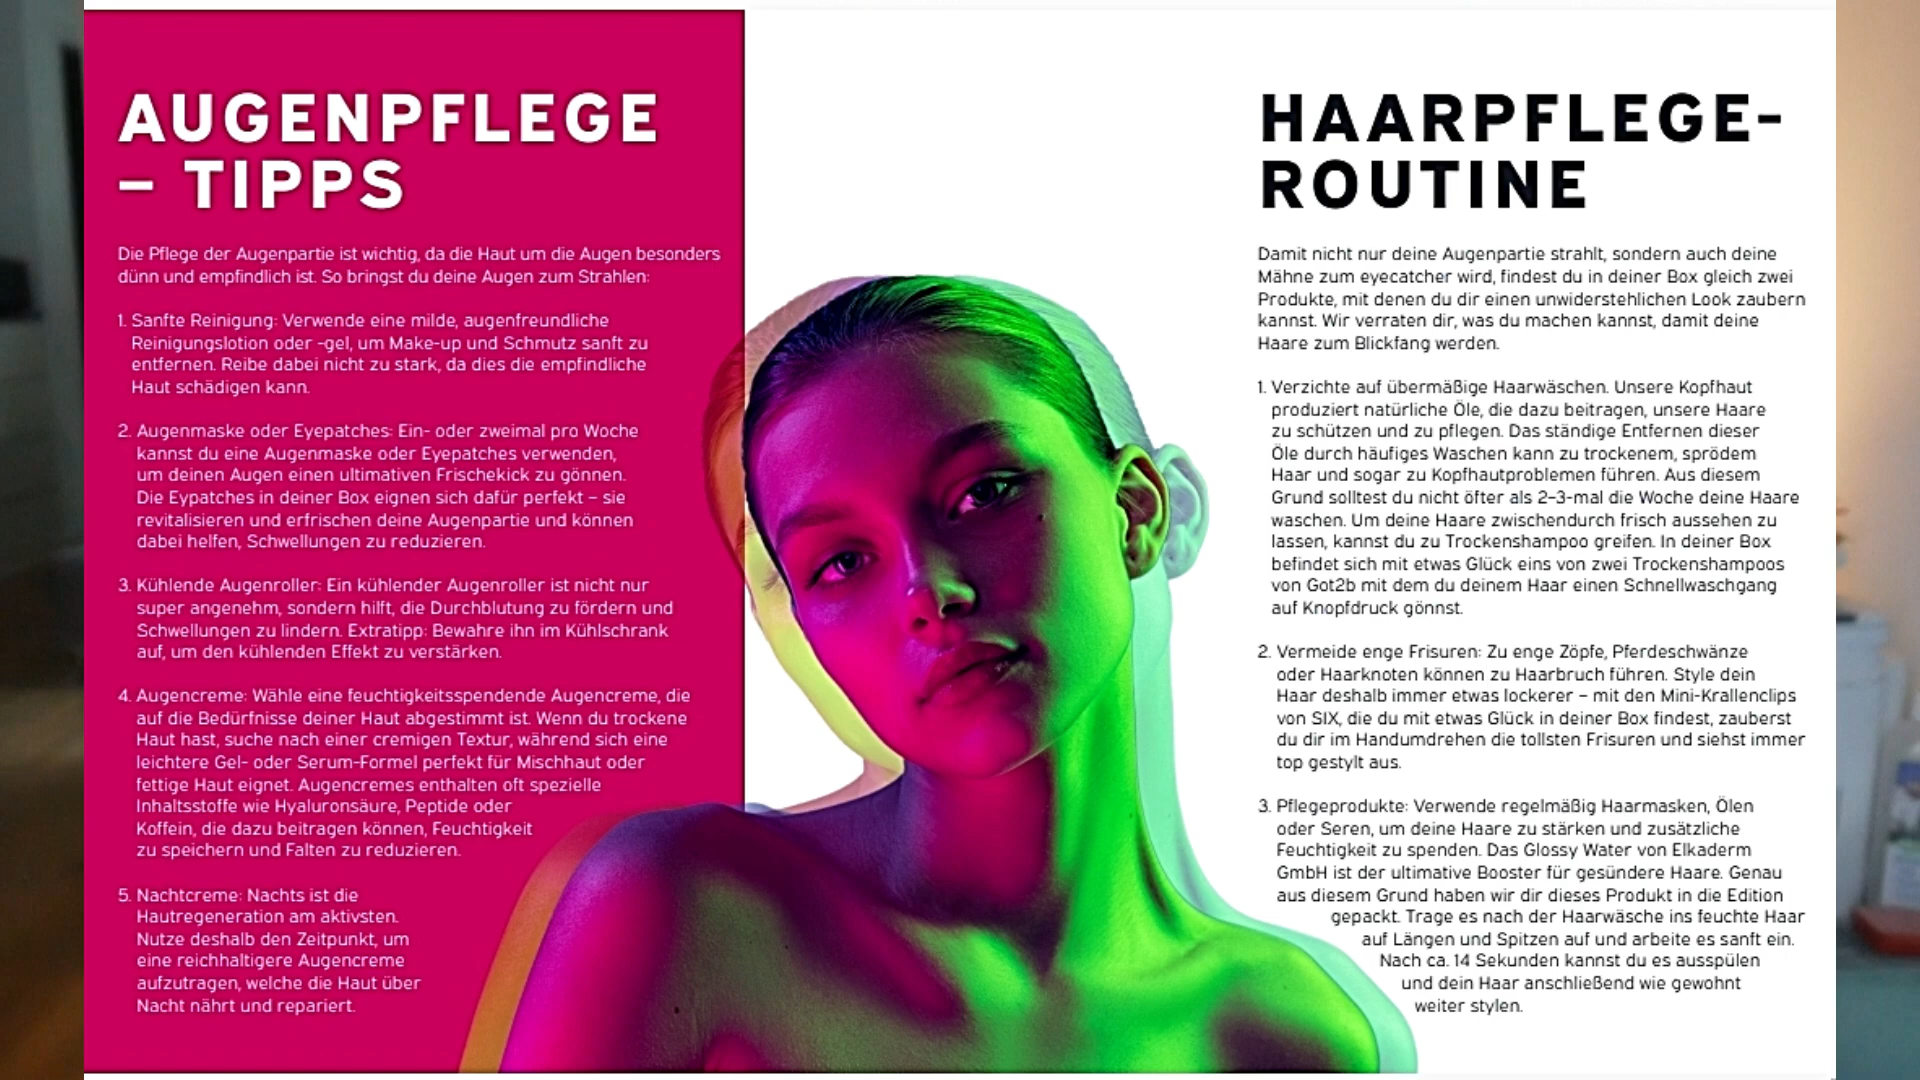 AUGENPFLEGE
– TIPPS
Die Pflege der Augenpartie ist wichtig, da die Haut um die Augen besonders
dünn und empfindlich ist. So bringst du deine Augen zum Strahlen:
1. Sanfte Reinigung: Verwende eine milde, augenfreundliche
Reinigungslotion oder -gel, um Make-up und Schmutz sanft zu
entfernen. Reibe dabei nicht zu stark, da dies die empfindliche
Haut schädigen kann.
2. Augenmaske oder Eyepatches: Ein- oder zweimal pro Woche
kannst du eine Augenmaske oder Eyepatches verwenden,
um deinen Augen einen ultimativen Frischekick zu gönnen.
Die Eypatches in deiner Box eignen sich dafür perfekt – sie
revitalisieren und erfrischen deine Augenpartie und können
dabei helfen, Schwellungen zu reduzieren.
3. Kühlende Augenroller: Ein kühlender Augenroller ist nicht nur
super angenehm, sondern hilft, die Durchblutung zu fördern und
Schwellungen zu lindern. Extratipp: Bewahre ihn im Kühlschrank
auf, um den kühlenden Effekt zu verstärken.
4. Augencreme: Wähle eine feuchtigkeitsspendende Augencreme, die
auf die Bedürfnisse deiner Haut abgestimmt ist. Wenn du trockene
Haut hast, suche nach einer cremigen Textur, während sich eine
leichtere Gel- oder Serum-Formel perfekt für Mischhaut oder
fettige Haut eignet. Augencremes enthalten oft spezielle
Inhaltsstoffe wie Hyaluronsäure, Peptide oder
Koffein, die dazu beitragen können, Feuchtigkeit
zu speichern und Falten zu reduzieren.
5. Nachtcreme: Nachts ist die
Hautregeneration am aktivsten.
Nutze deshalb den Zeitpunkt, um
eine reichhaltigere Augencreme
aufzutragen, welche die Haut über
Nacht nährt und repariert.
HAARPFLEGE-
ROUTINE
Damit nicht nur deine Augenpartie strahlt, sondern auch deine
Mähne zum eyecatcher wird, findest du in deiner Box gleich zwei
Produkte, mit denen du dir einen unwiderstehlichen Look zaubern
kannst. Wir verraten dir, was du machen kannst, damit deine
Haare zum Blickfang werden.
1. Verzichte auf übermäßige Haarwäschen. Unsere Kopfhaut
produziert natürliche Öle, die dazu beitragen, unsere Haare
zu schützen und zu pflegen. Das ständige Entfernen dieser
Öle durch häufiges Waschen kann zu trockenem, sprödem
Haar und sogar zu Kopfhautproblemen führen. Aus diesem
Grund solltest du nicht öfter als 2-3-mal die Woche deine Haare
waschen. Um deine Haare zwischendurch frisch aussehen zu
lassen, kannst du zu Trockenshampoo greifen. In deiner Box
befindet sich mit etwas Glück eins von zwei Trockenshampoos
von Got2b mit dem du deinem Haar einen Schnellwaschgang
auf Knopfdruck gönnst.
2. Vermeide enge Frisuren: Zu enge Zöpfe, Pferdeschwänze
oder Haarknoten können zu Haarbruch führen. Style dein
Haar deshalb immer etwas lockerer – mit den Mini-Krallenclips
von SIX, die du mit etwas Glück in deiner Box findest, zauberst
du dir im Handumdrehen die tollsten Frisuren und siehst immer
top gestylt aus.
3. Pflegeprodukte: Verwende regelmäßig Haarmasken, Ölen
oder Seren, um deine Haare zu stärken und zusätzliche
Feuchtigkeit zu spenden. Das Glossy Water von Elkaderm
GmbH ist der ultimative Booster für gesündere Haare. Genau
aus diesem Grund haben wir dir dieses Produkt in die Edition
gepackt. Trage es nach der Haarwäsche ins feuchte Haar
auf Längen und Spitzen auf und arbeite es sanft ein.
Nach ca. 14 Sekunden kannst du es ausspülen
und dein Haar anschließend wie gewohnt
weiter stylen.